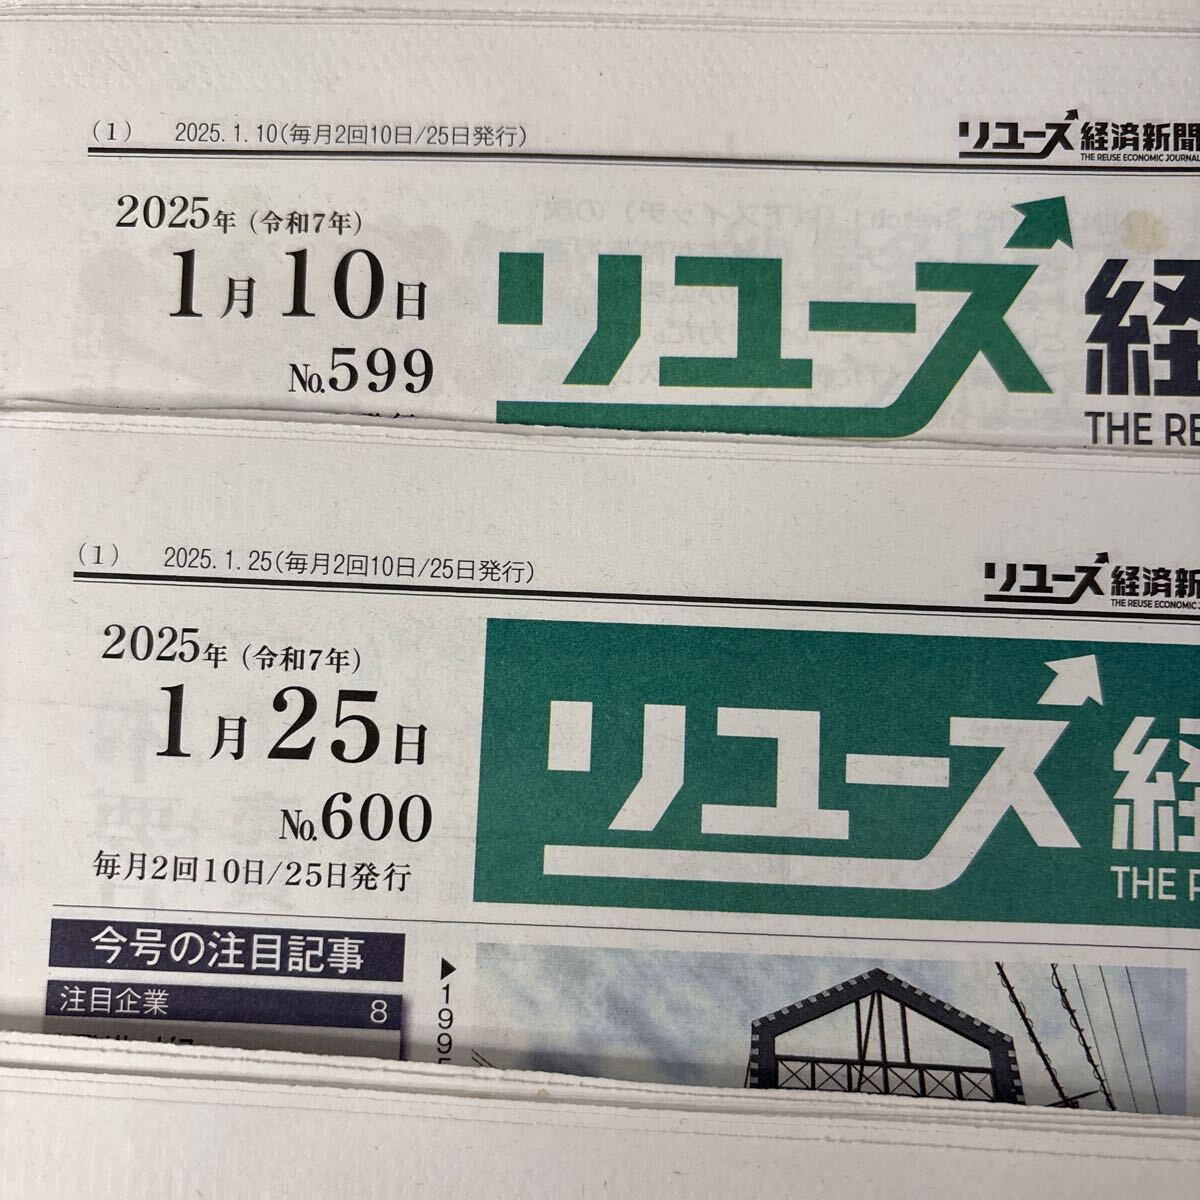 (1) 2025.1.10(毎月2回10日/25日発行)
リユース経済新聞
THE REUSE ECONOMIC JOURNAL
2025年(令和7年)
1月10日
No.599
リユース経
THE RE
(1) 2025.1.25(毎月2回10日/25日発行)
リユース経済新
THE REUSE ECONOMIC
2025年(令和7年)
1月25日
No.600
毎月2回10日/25日発行
リユース経
THE
今号の注目記事
注目企業 8
▶199